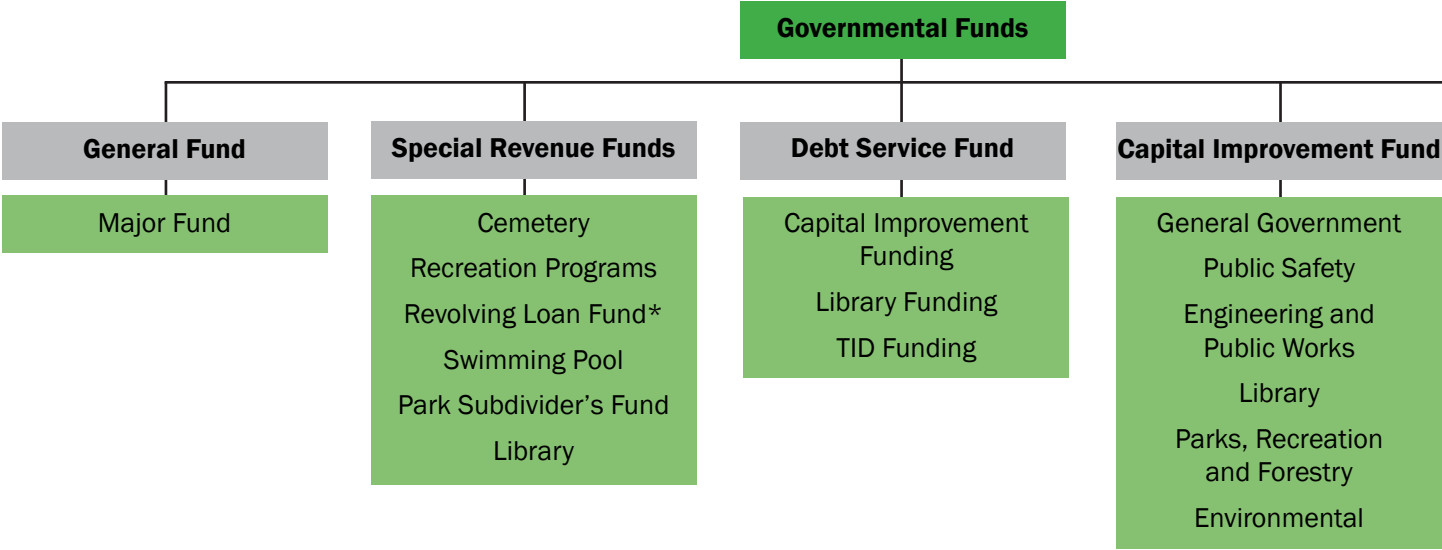 Governmental Funds
General Fund
Major Fund
Special Revenue Funds
Cemetery
Recreation Programs
Revolving Loan Fund*
Swimming Pool
Park Subdivider’s Fund
Library
Debt Service Fund
Capital Improvement
Funding
Library Funding
TID Funding
Capital Improvement Fund
General Government
Public Safety
Engineering and
Public Works
Library
Parks, Recreation
and Forestry
Environmental